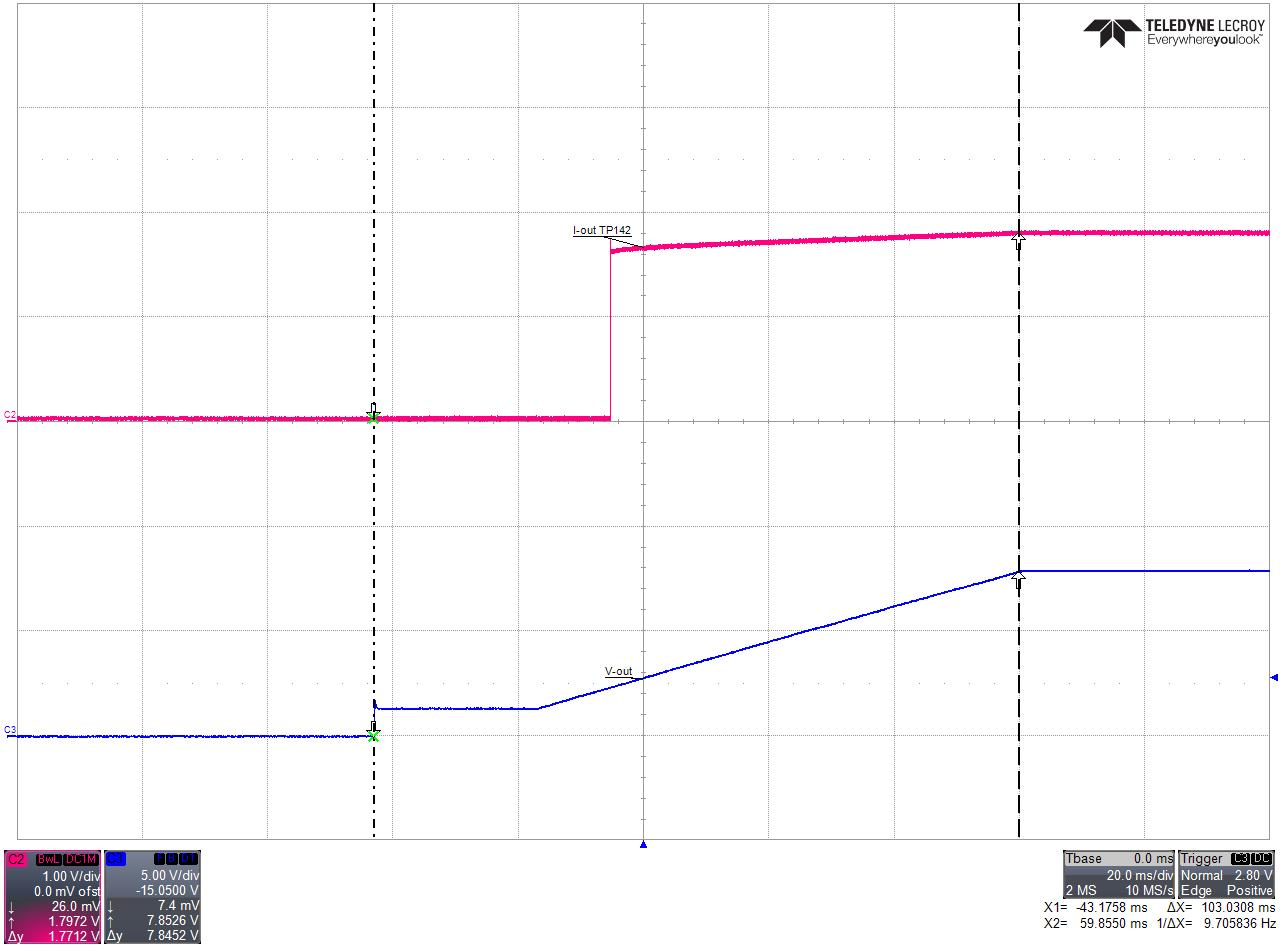 TELEDYNE LECROY
Everywhereyoulook™
I-out TP142
C2
V-out
C3
C2 BwL DC1M
1.00 V/div
0.0 mV ofst
↓ 26.0 mV
↑ 1.7972 V
Δy 1.7712 V
C3
5.00 V/div
-15.0500 V
↓ 7.4 mV
↑ 7.8526 V
Δy 7.8452 V
Tbase 0.0 ms
20.0 ms/div
2 MS 10 MS/s
Trigger C3 DC
Normal 2.80 V
Edge Positive
X1= -43.1758 ms ΔX= 103.0308 ms
X2= 59.8550 ms 1/ΔX= 9.705836 Hz